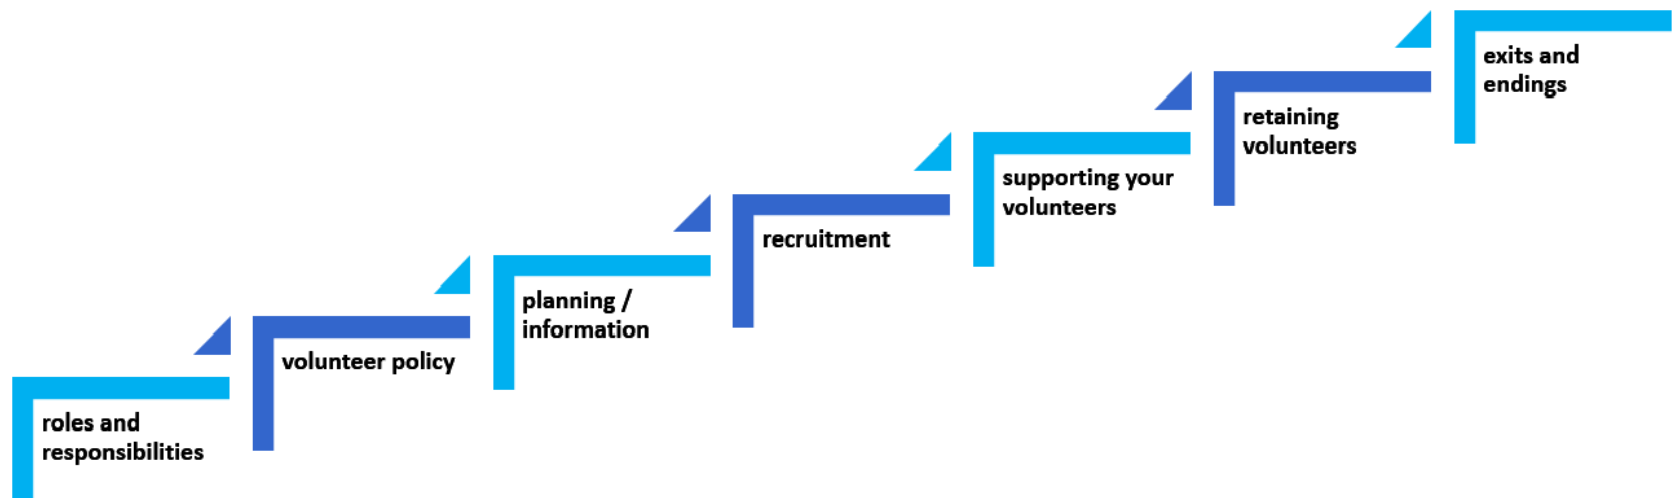 roles and
responsibilities
volunteer policy
planning /
information
recruitment
supporting your
volunteers
retaining
volunteers
exits and
endings